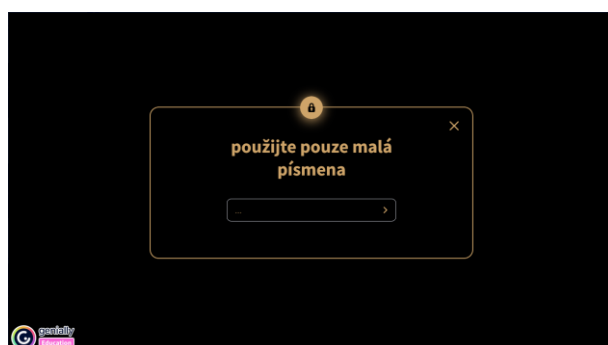 použijte pouze malá
písmena
...
genially
Education